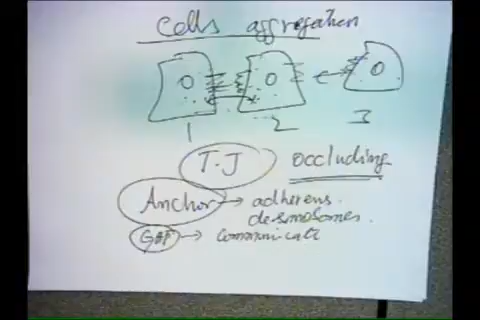 Cells aggregation
1 2 3
T.J occluding
Anchor → adherens.
desmosomes.
GAP → communicate